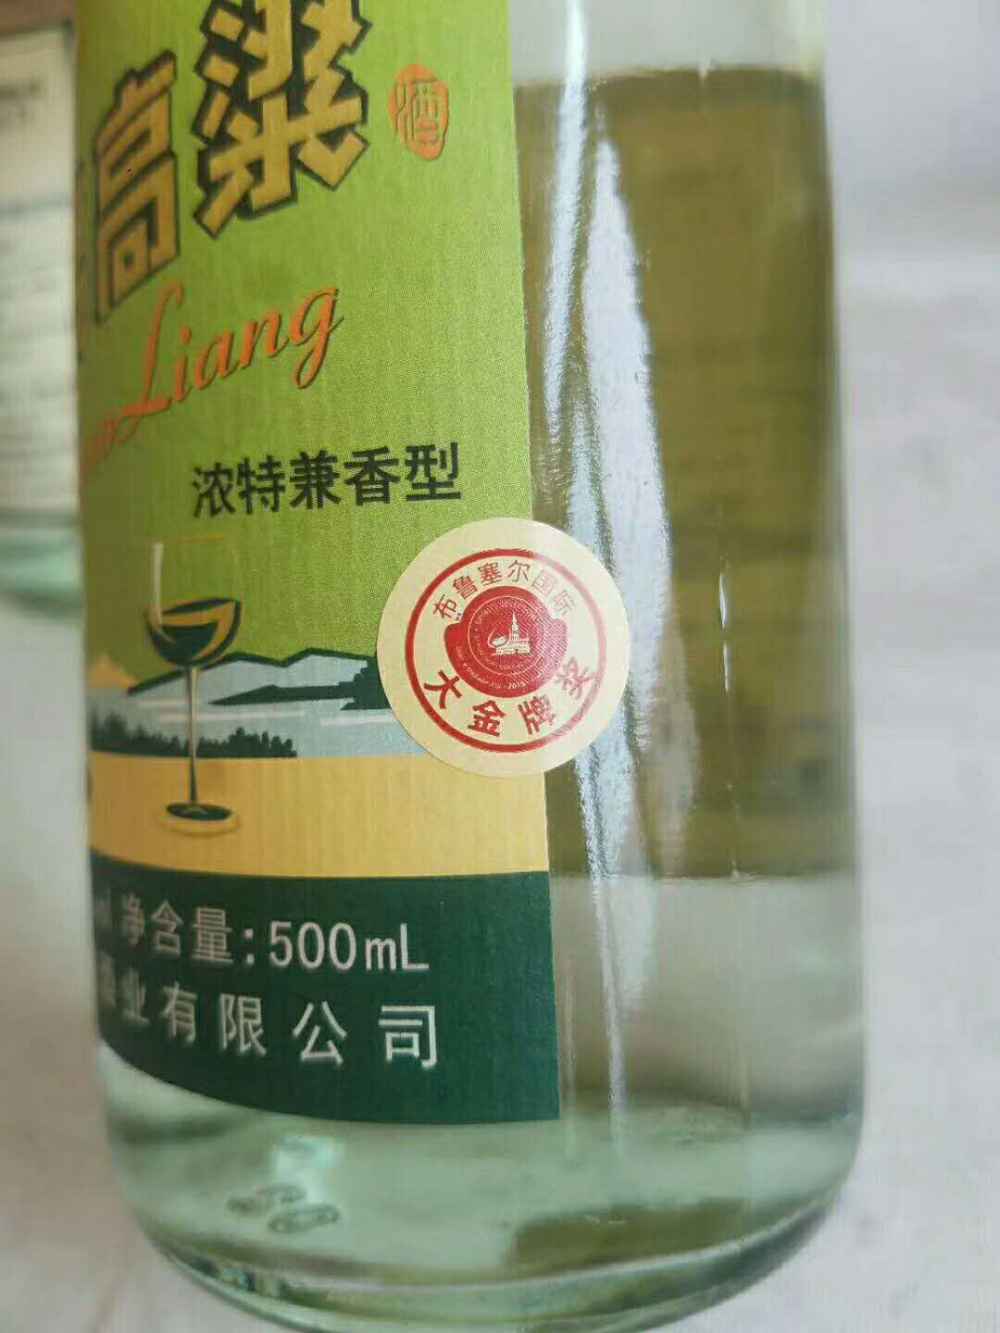 高粱
酒
Liang
浓特兼香型
布鲁塞尔国际
大金牌奖
净含量:500mL
业有限公司